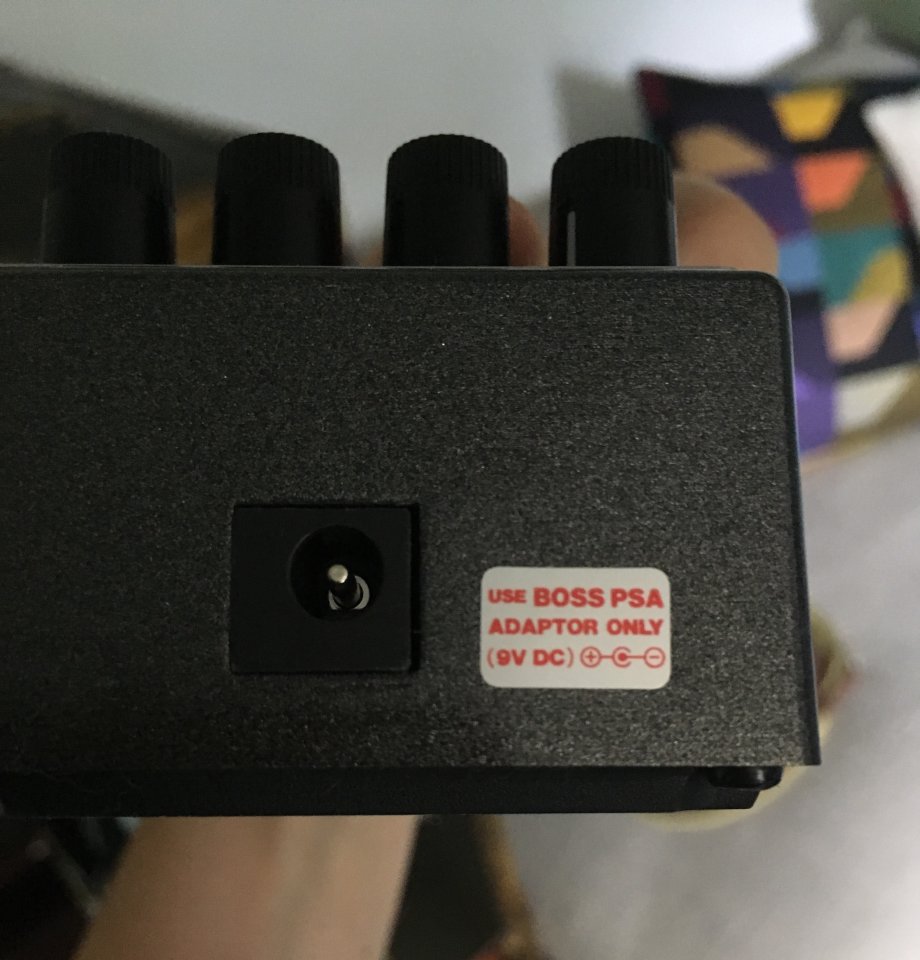 USE BOSS PSA
ADAPTOR ONLY
(9V DC)